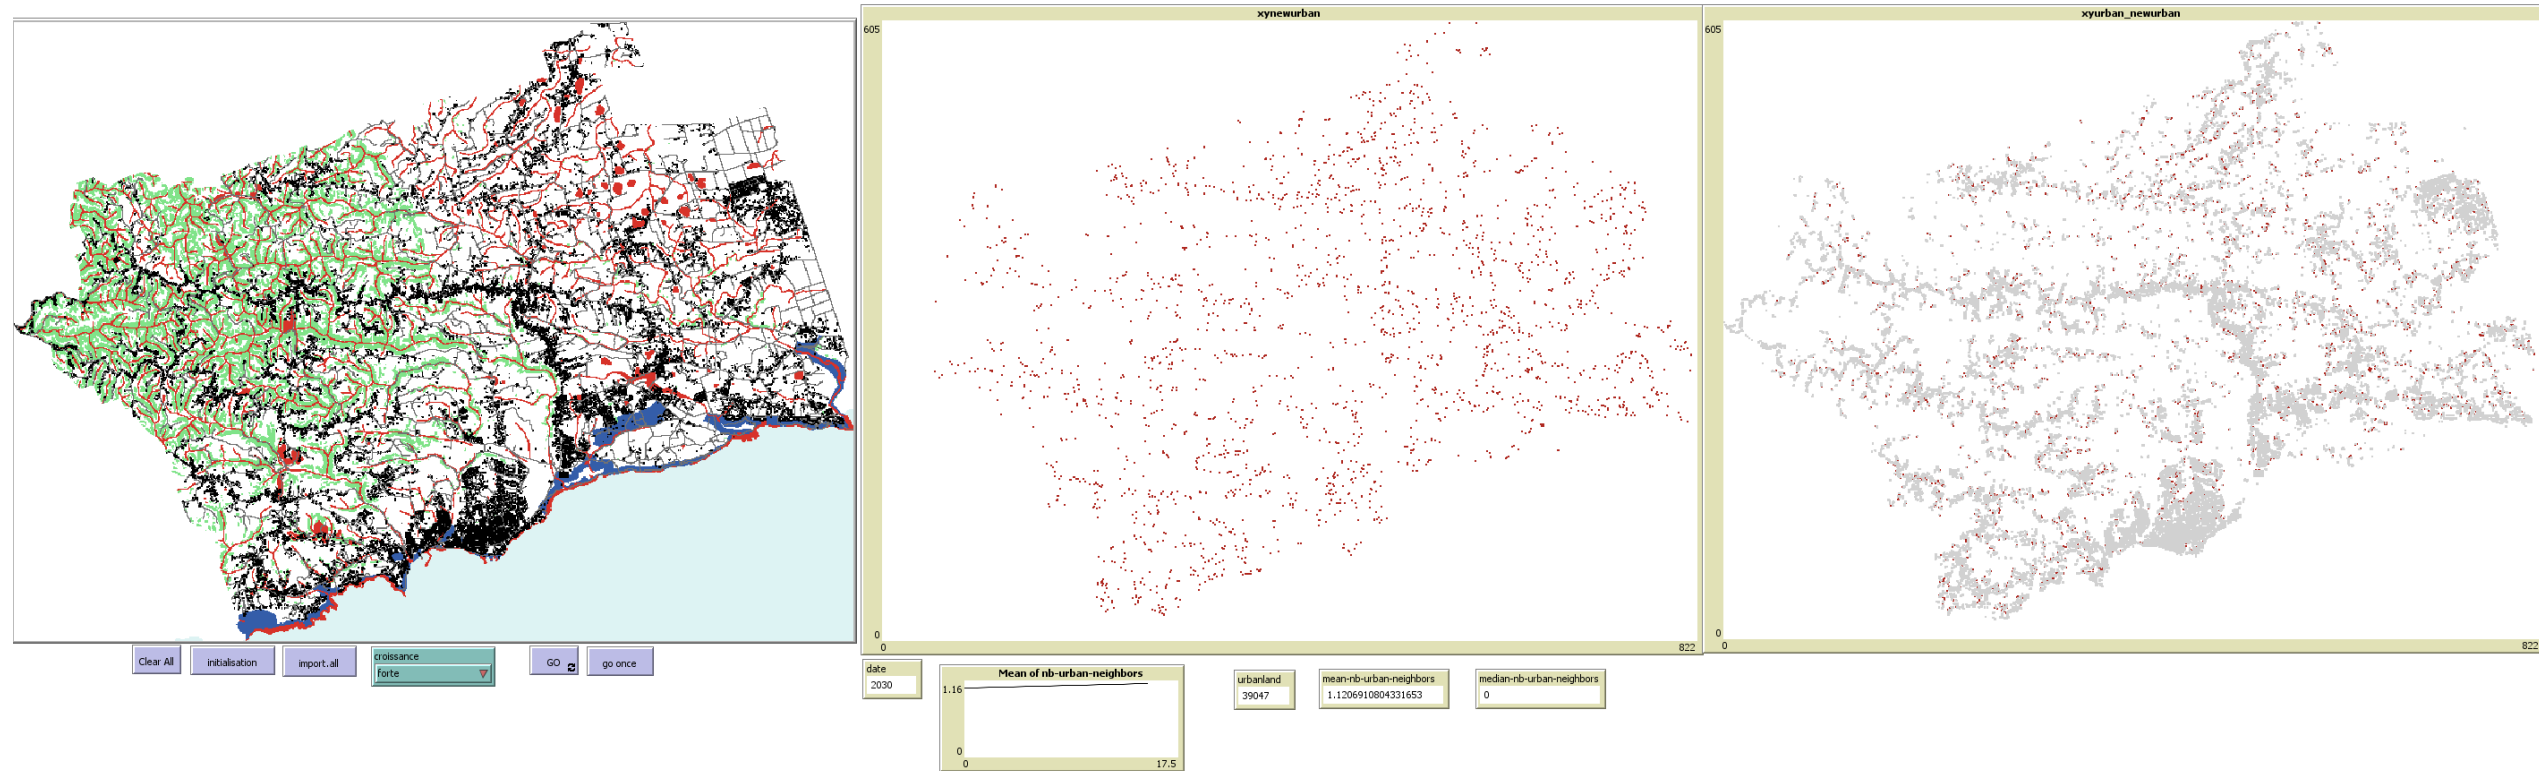 xynewurban
605
0
0
822
xyurban_newurban
605
0
0
822
Clear All
initialisation
import.all
croissance
forte
GO
go once
date
2030
Mean of nb-urban-neighbors
1.16
0
0
17.5
urbanland
39047
mean-nb-urban-neighbors
1.1206910804331653
median-nb-urban-neighbors
0